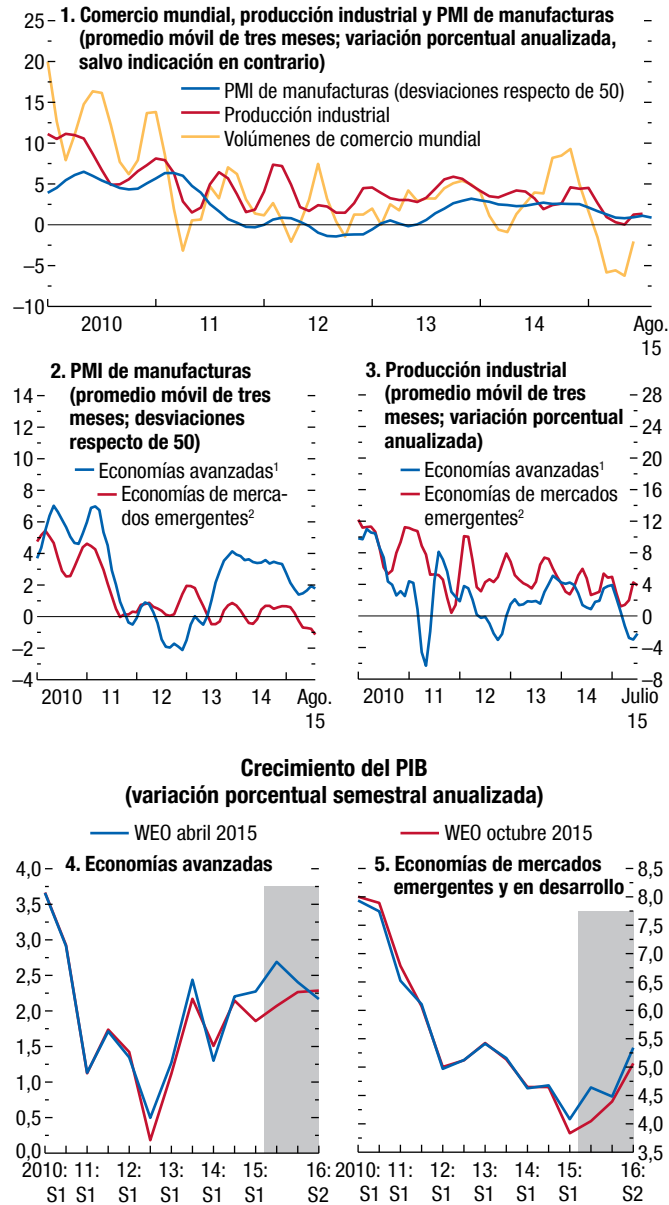 1. Comercio mundial, producción industrial y PMI de manufacturas
(promedio móvil de tres meses; variación porcentual anualizada,
salvo indicación en contrario)
PMI de manufacturas (desviaciones respecto de 50)
Producción industrial
Volúmenes de comercio mundial
25
20
15
10
5
0
–5
–10
2010
11
12
13
14
Ago.
15
2. PMI de manufacturas
(promedio móvil de tres
meses; desviaciones
respecto de 50)
Economías avanzadas¹
Economías de merca-
dos emergentes²
14
12
10
8
6
4
2
0
–2
–4
2010
11
12
13
14
Ago.
15
3. Producción industrial
(promedio móvil de tres
meses; variación porcentual
anualizada)
Economías avanzadas¹
Economías de mercados
emergentes²
28
24
20
16
12
8
4
0
–4
–8
2010
11
12
13
14
Julio
15
Crecimiento del PIB
(variación porcentual semestral anualizada)
WEO abril 2015
WEO octubre 2015
4. Economías avanzadas
4,0
3,5
3,0
2,5
2,0
1,5
1,0
0,5
0,0
2010: 11: 12: 13: 14: 15: 16:
S1 S1 S1 S1 S1 S1 S2
5. Economías de mercados
emergentes y en desarrollo
8,5
8,0
7,5
7,0
6,5
6,0
5,5
5,0
4,5
4,0
3,5
2010: 11: 12: 13: 14: 15: 16:
S1 S1 S1 S1 S1 S1 S2